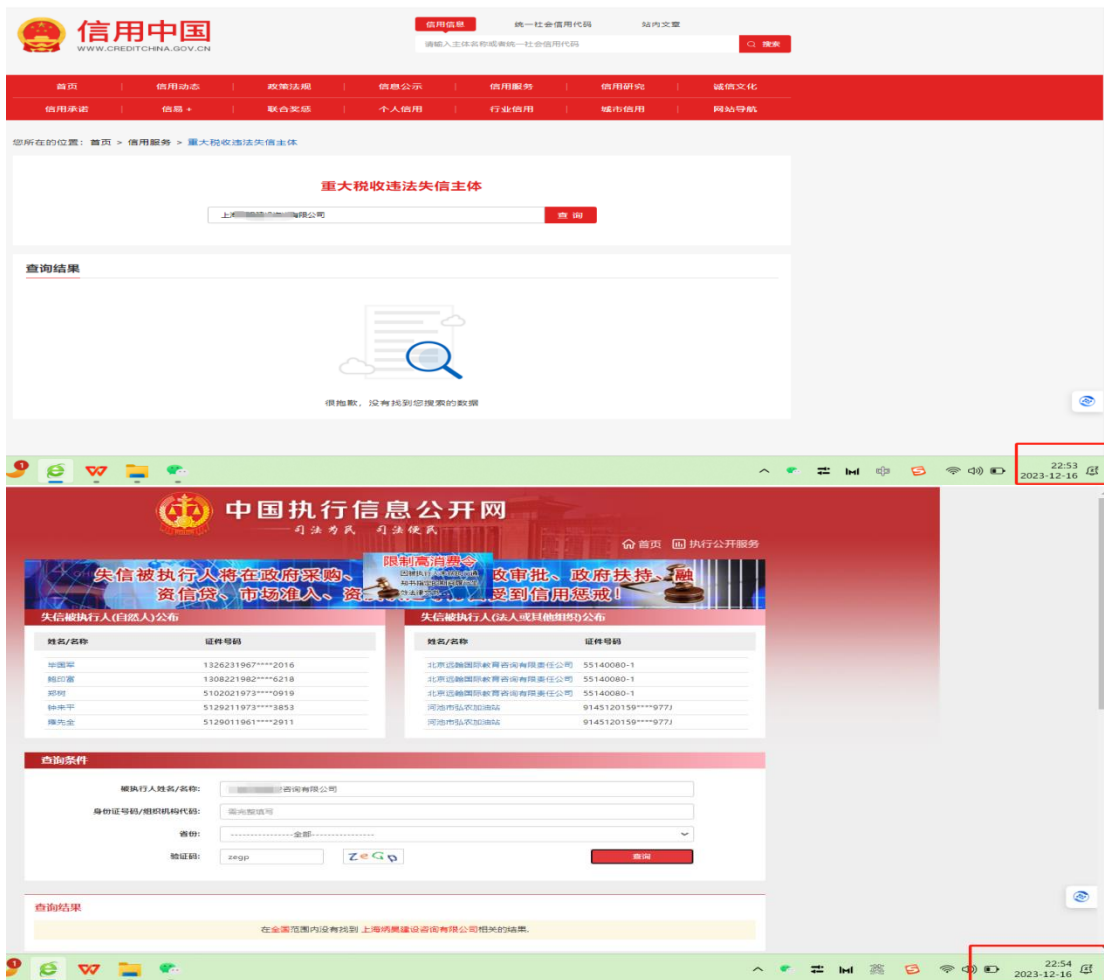 信用信息 统一社会信用代码 站内文章
信用中国
WWW.CREDITCHINA.GOV.CN
请输入主体名称或者统一社会信用代码 搜索
首页 信用动态 政策法规 信息公示 信用服务 信用研究 诚信文化
信用承诺 信易+ 联合奖惩 个人信用 行业信用 城市信用 网站导航
您所在的位置: 首页 > 信用服务 > 重大税收违法失信主体
重大税收违法失信主体
上海 有限公司 查询
查询结果
很抱歉，没有找到您搜索的数据
22:53
2023-12-16
中国执行信息公开网
司法为民 司法便民
首页 执行公开服务
限制高消费令
失信被执行人将在政府采购、 政审批、政府扶持、融
资信贷、市场准入、资 受到信用惩戒!
失信被执行人(自然人)公布 失信被执行人(法人或其他组织)公布
姓名/名称 证件号码 姓名/名称 证件号码
毕国军 1326231967****2016 北京远翰国际教育咨询有限责任公司 55140080-1
鲍印富 1308221982****6218 北京远翰国际教育咨询有限责任公司 55140080-1
郑树 5102021973****0919 北京远翰国际教育咨询有限责任公司 55140080-1
钟来平 5129211973****3853 河池市弘农加油站 9145120159****977J
雍先全 5129011961****2911 河池市弘农加油站 9145120159****977J
查询条件
被执行人姓名/名称: 咨询有限公司
身份证号码/组织机构代码: 需完整填写
省份: ----------------全部----------------
验证码: zegp ZeGp 查询
查询结果
在全国范围内没有找到 上海炳昊建设咨询有限公司相关的结果.
22:54
2023-12-16